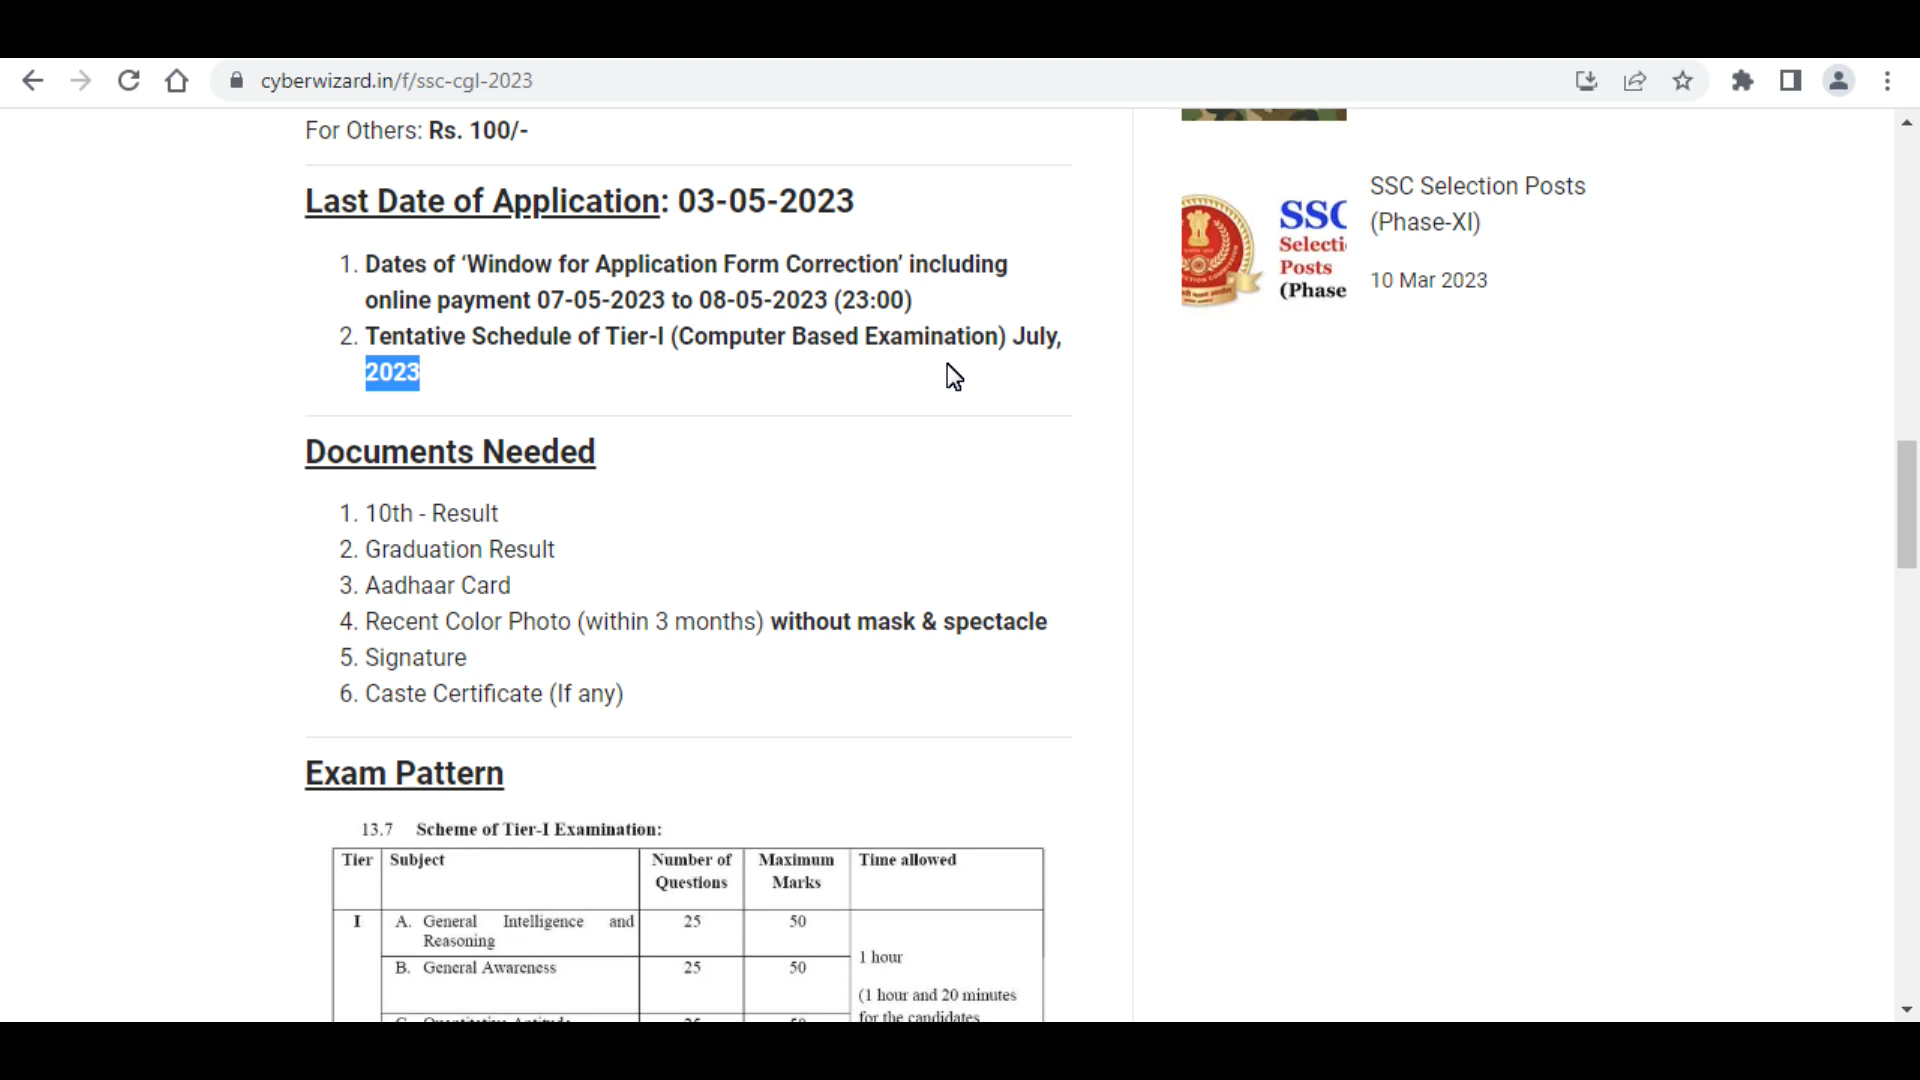 cyberwizard.in/f/ssc-cgl-2023
For Others: Rs. 100/-
Last Date of Application: 03-05-2023
1. Dates of ‘Window for Application Form Correction’ including
online payment 07-05-2023 to 08-05-2023 (23:00)
2. Tentative Schedule of Tier-I (Computer Based Examination) July,
2023
Documents Needed
1. 10th - Result
2. Graduation Result
3. Aadhaar Card
4. Recent Color Photo (within 3 months) without mask & spectacle
5. Signature
6. Caste Certificate (If any)
Exam Pattern
13.7 Scheme of Tier-I Examination:
Tier Subject Number of Questions Maximum Marks Time allowed
I A. General Intelligence and Reasoning 25 50
B. General Awareness 25 50
1 hour
(1 hour and 20 minutes
for the candidates
SSC
Selecti
Posts
(Phase
SSC Selection Posts
(Phase-XI)
10 Mar 2023